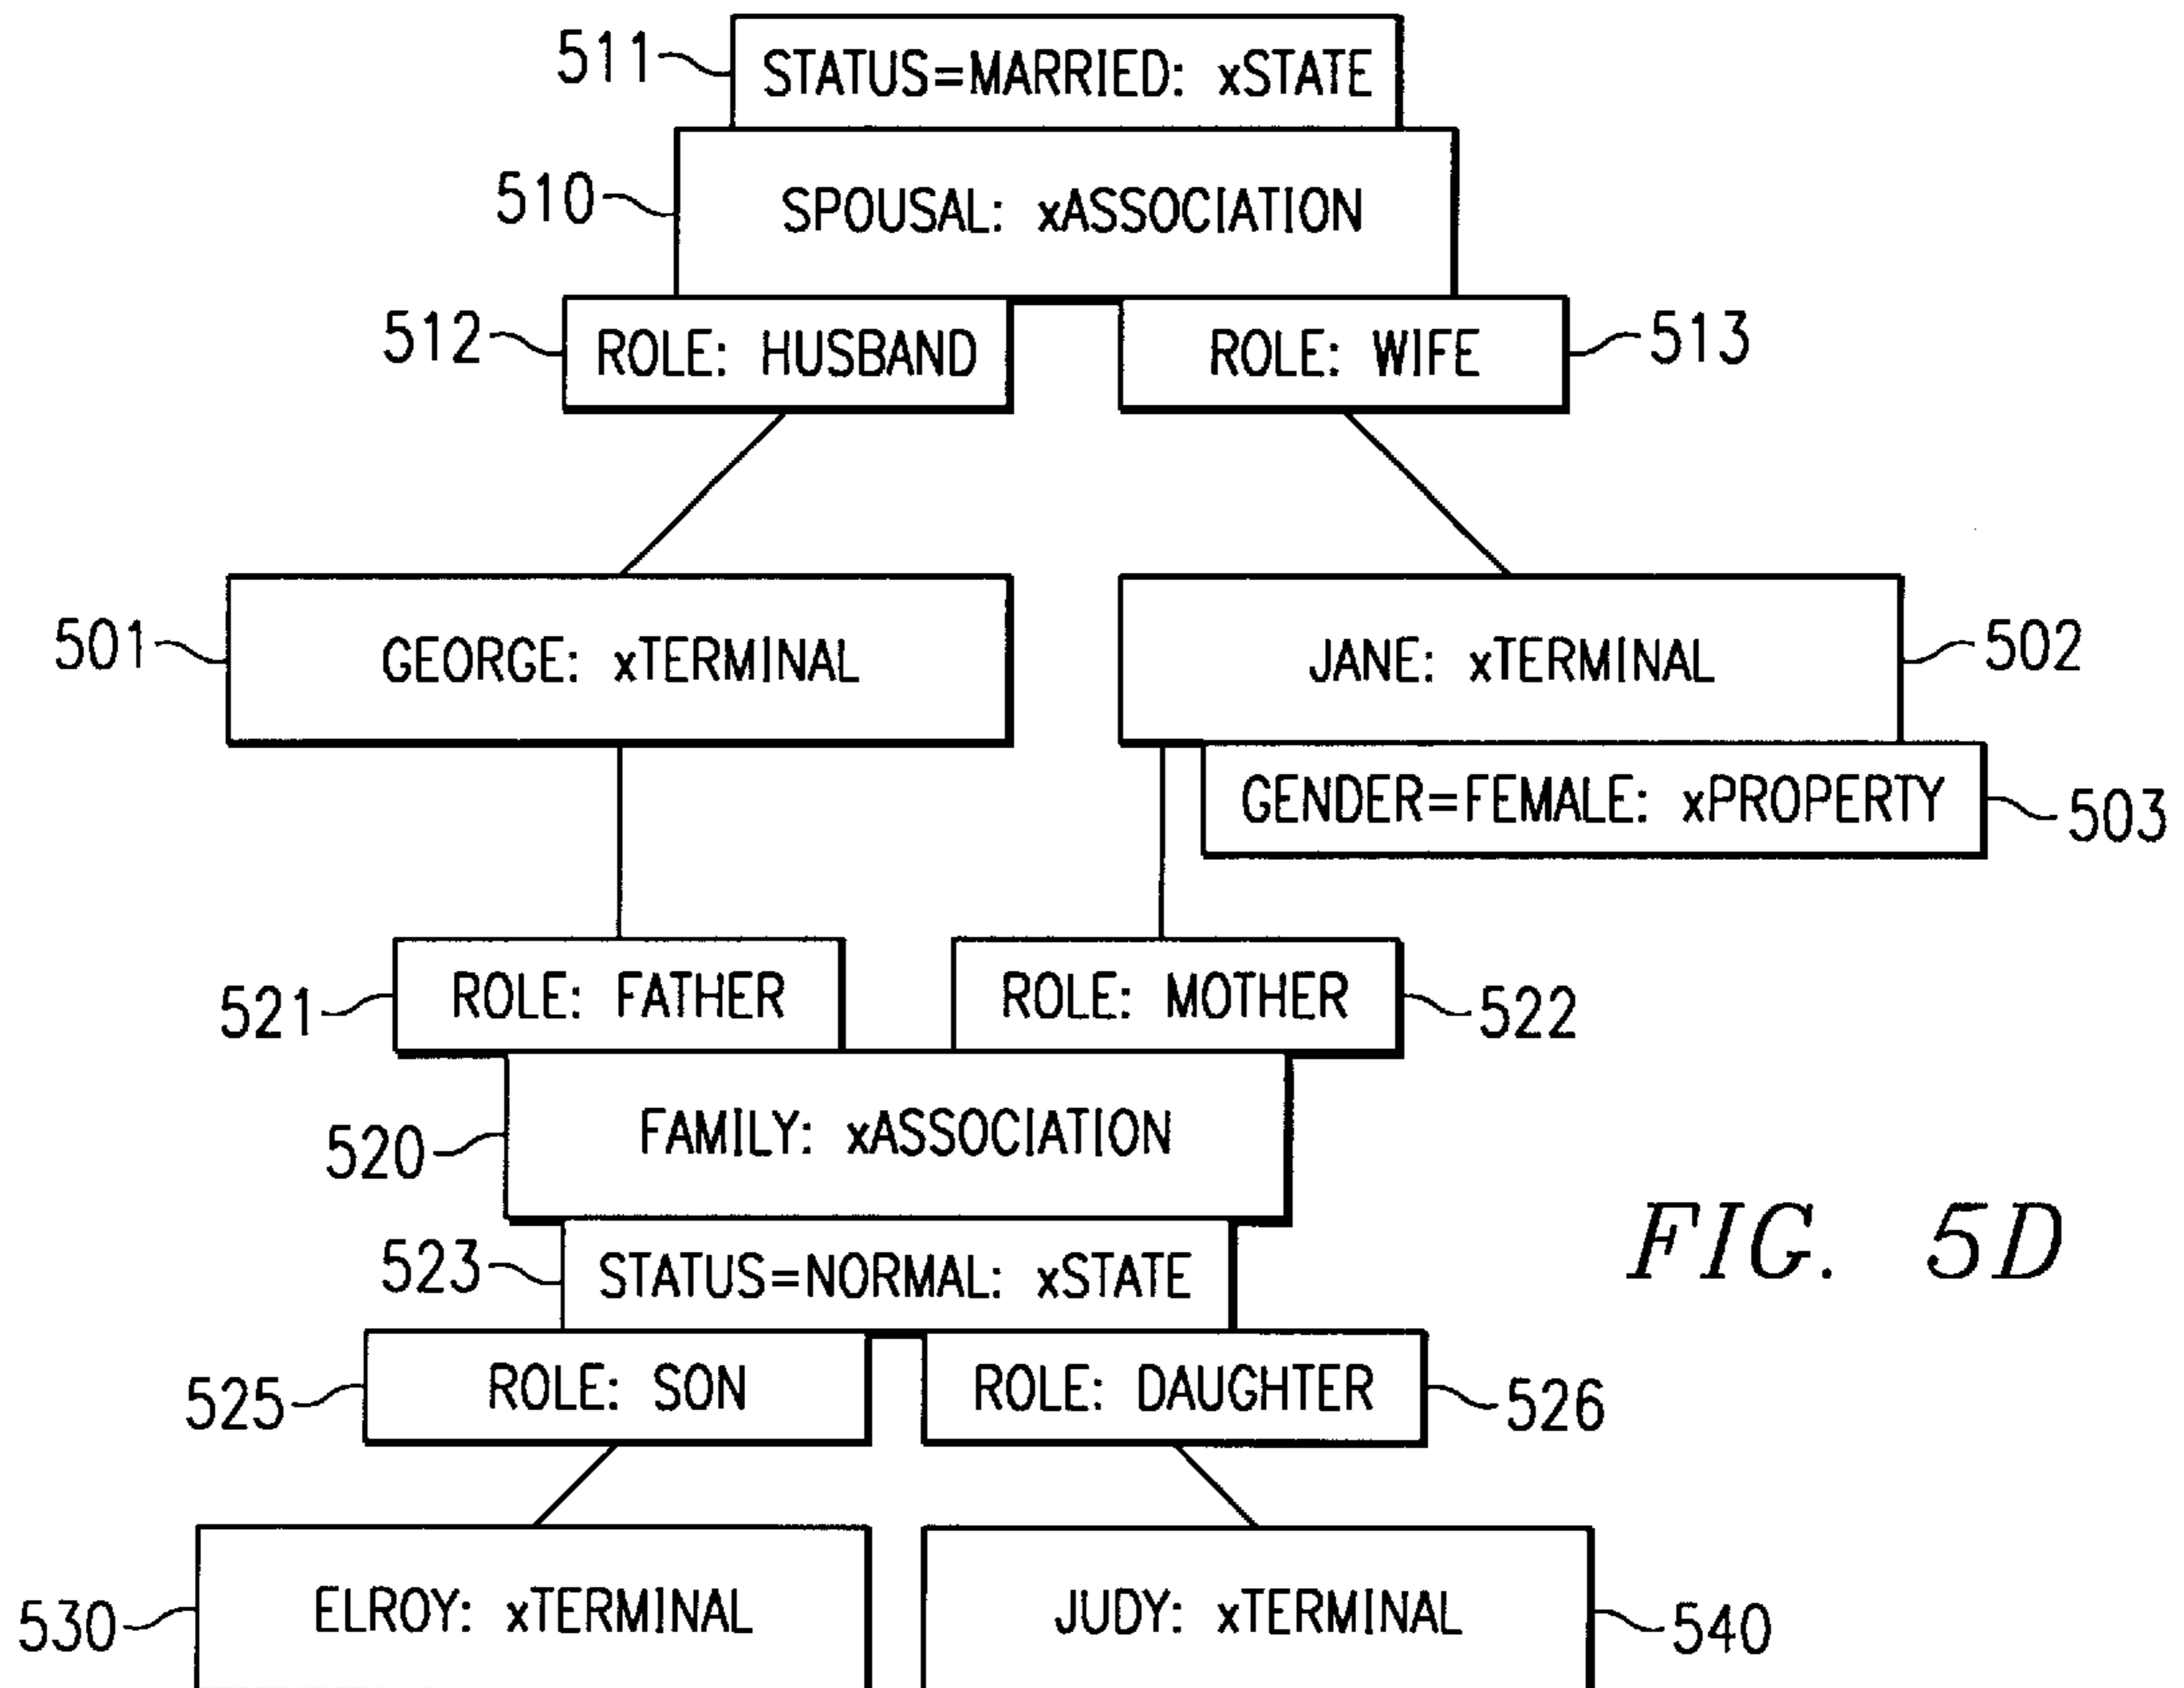 511
STATUS=MARRIED: xSTATE
510
SPOUSAL: xASSOCIATION
512
ROLE: HUSBAND
ROLE: WIFE
513
501
GEORGE: xTERMINAL
JANE: xTERMINAL
502
GENDER=FEMALE: xPROPERTY
503
521
ROLE: FATHER
ROLE: MOTHER
522
520
FAMILY: xASSOCIATION
523
STATUS=NORMAL: xSTATE
FIG. 5D
525
ROLE: SON
ROLE: DAUGHTER
526
530
ELROY: xTERMINAL
JUDY: xTERMINAL
540